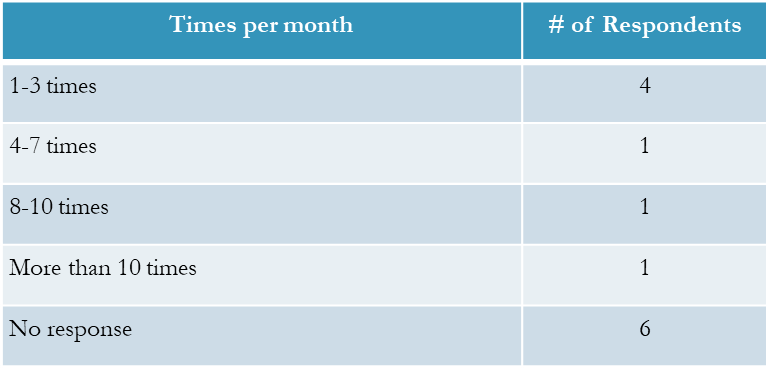 Times per month # of Respondents
1-3 times 4
4-7 times 1
8-10 times 1
More than 10 times 1
No response 6